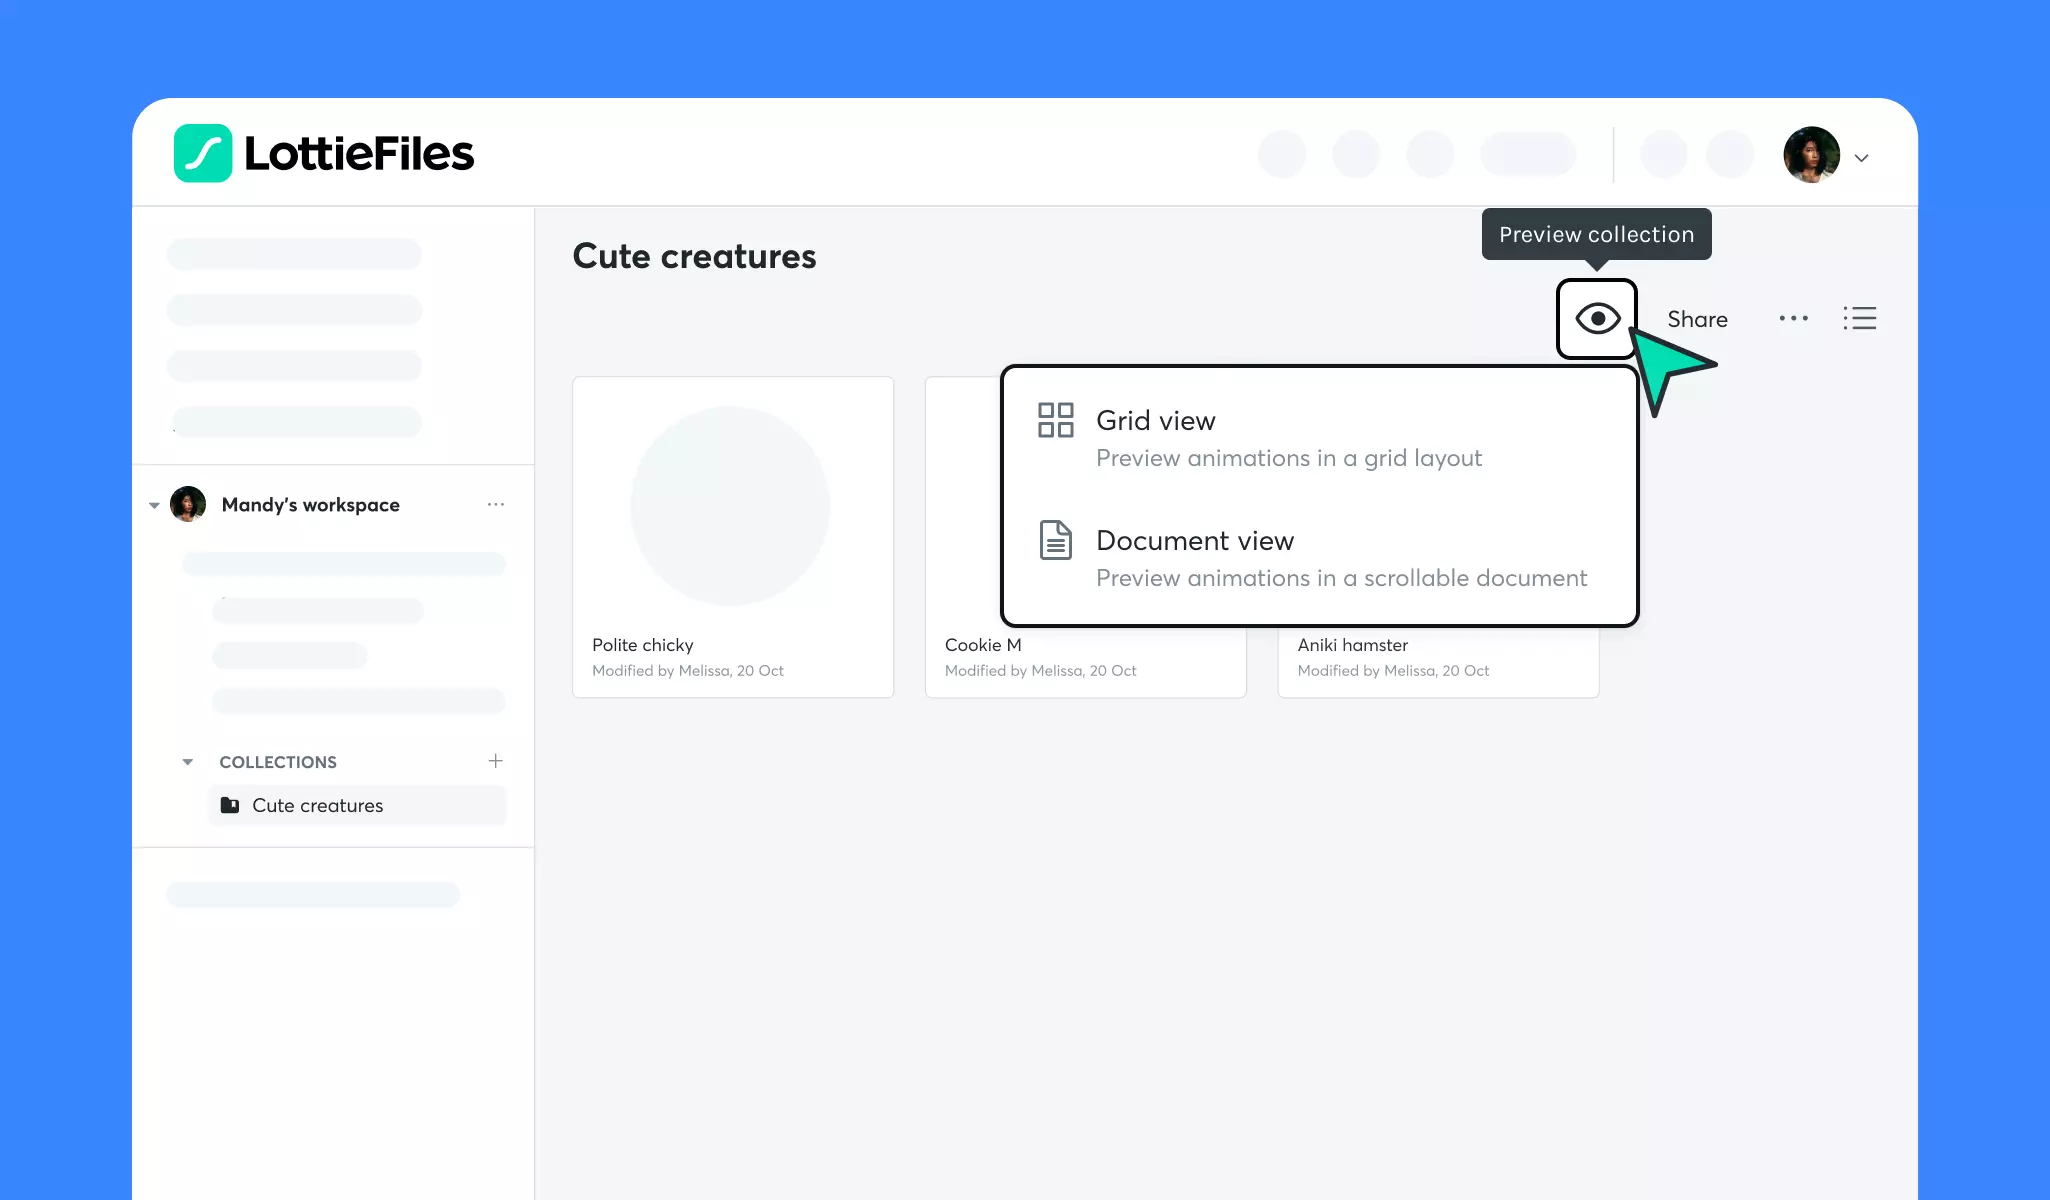 LottieFiles
Preview collection
Cute creatures
Share
Grid view
Preview animations in a grid layout
Mandy's workspace
Document view
Preview animations in a scrollable document
Polite chicky
Modified by Melissa, 20 Oct
Cookie M
Modified by Melissa, 20 Oct
Aniki hamster
Modified by Melissa, 20 Oct
COLLECTIONS
Cute creatures